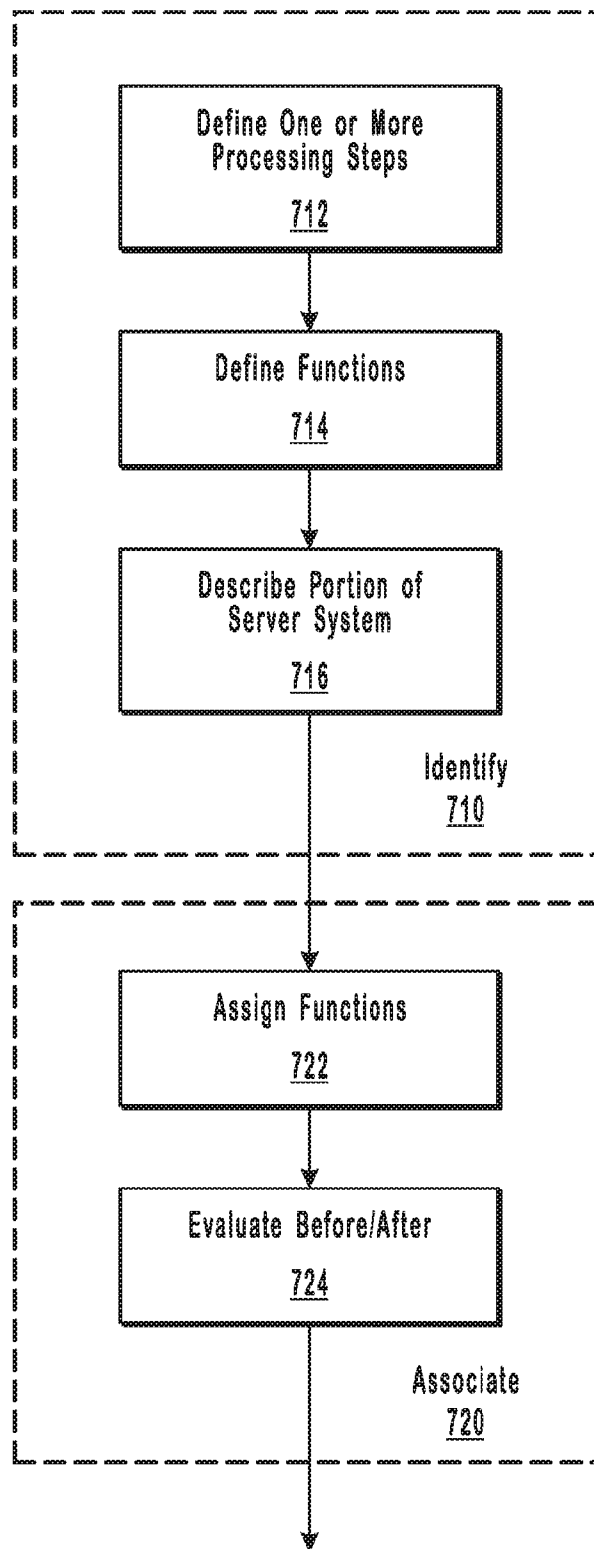 Define One or More
Processing Steps
712
Define Functions
714
Describe Portion of
Server System
716
Identify
710
Assign Functions
722
Evaluate Before/After
724
Associate
720